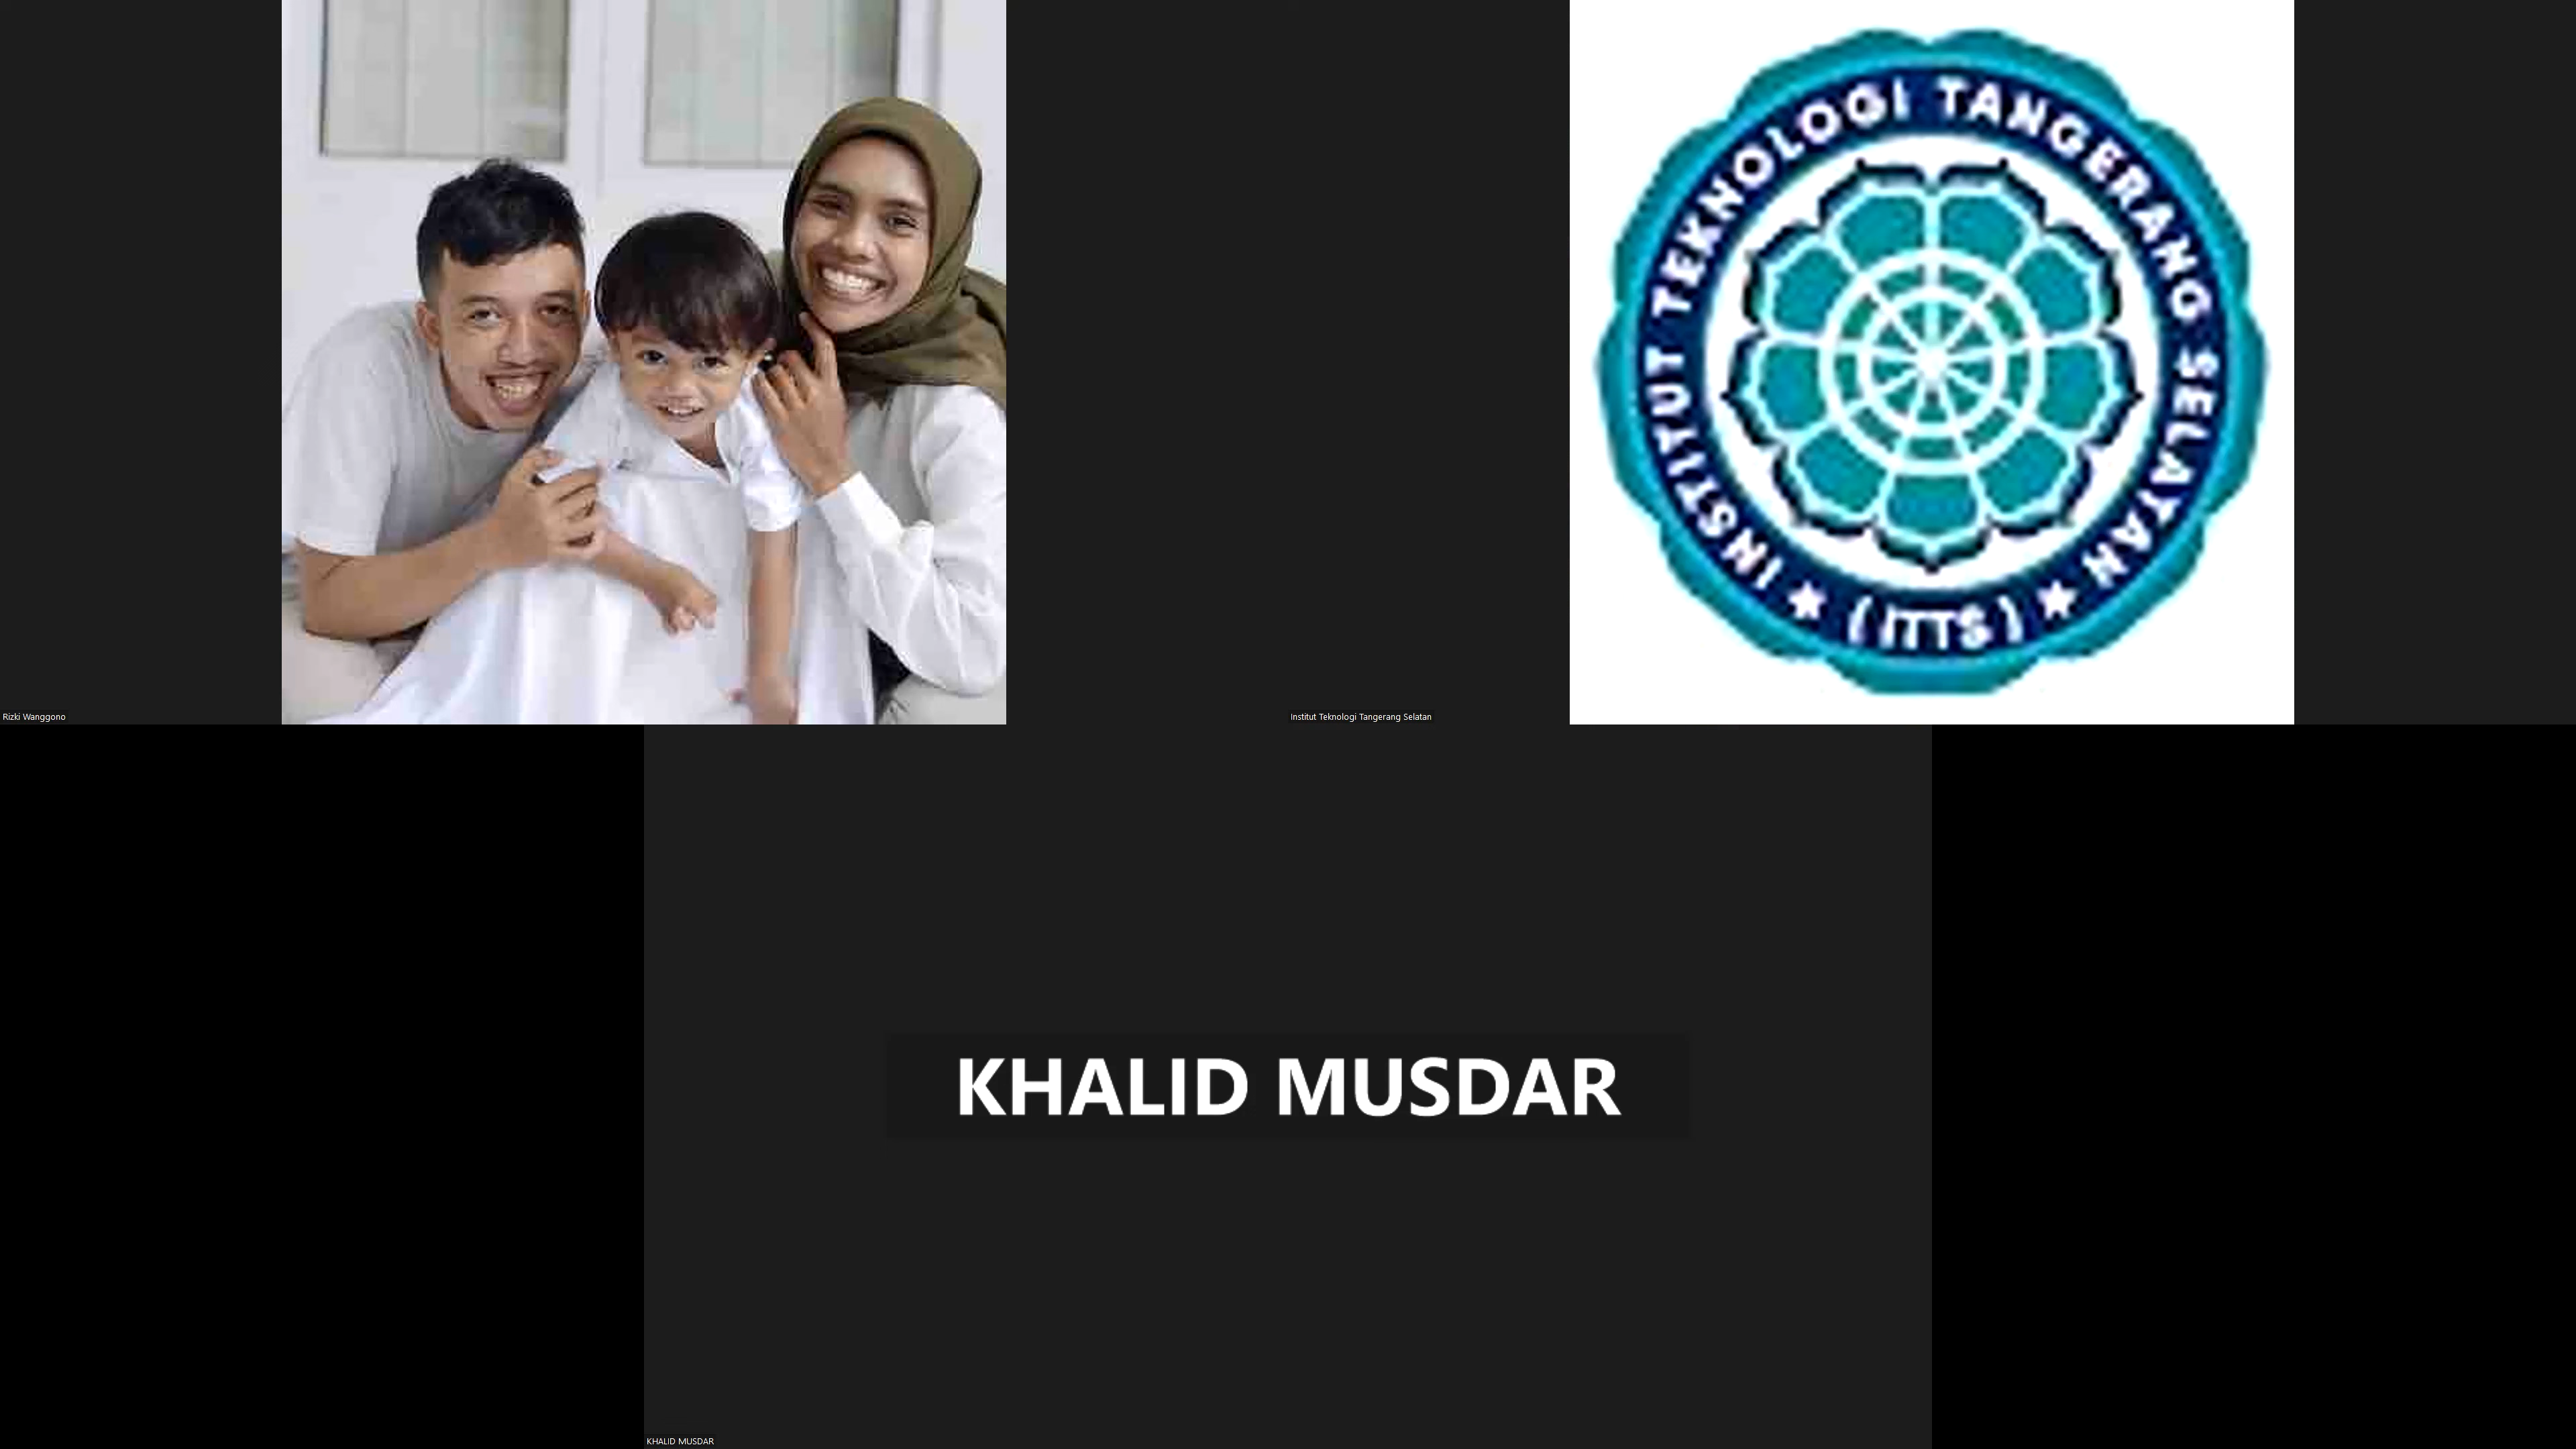 Rizki Wanggono
Institut Teknologi Tangerang Selatan
INSTITUT TEKNOLOGI TANGERANG SELATAN
(ITTS)
KHALID MUSDAR
KHALID MUSDAR